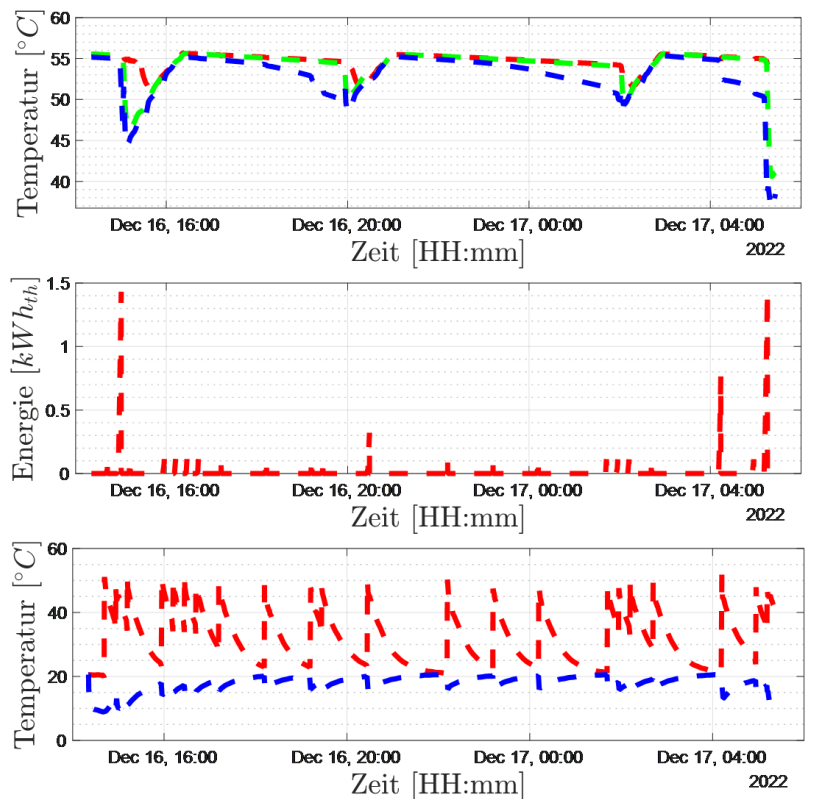 Temperatur [°C]
60
55
50
45
40
Dec 16, 16:00 Dec 16, 20:00 Dec 17, 00:00 Dec 17, 04:00
Zeit [HH:mm]
2022
Energie [kWh_th]
1.5
1
0.5
0
Dec 16, 16:00 Dec 16, 20:00 Dec 17, 00:00 Dec 17, 04:00
Zeit [HH:mm]
2022
Temperatur [°C]
60
40
20
0
Dec 16, 16:00 Dec 16, 20:00 Dec 17, 00:00 Dec 17, 04:00
Zeit [HH:mm]
2022